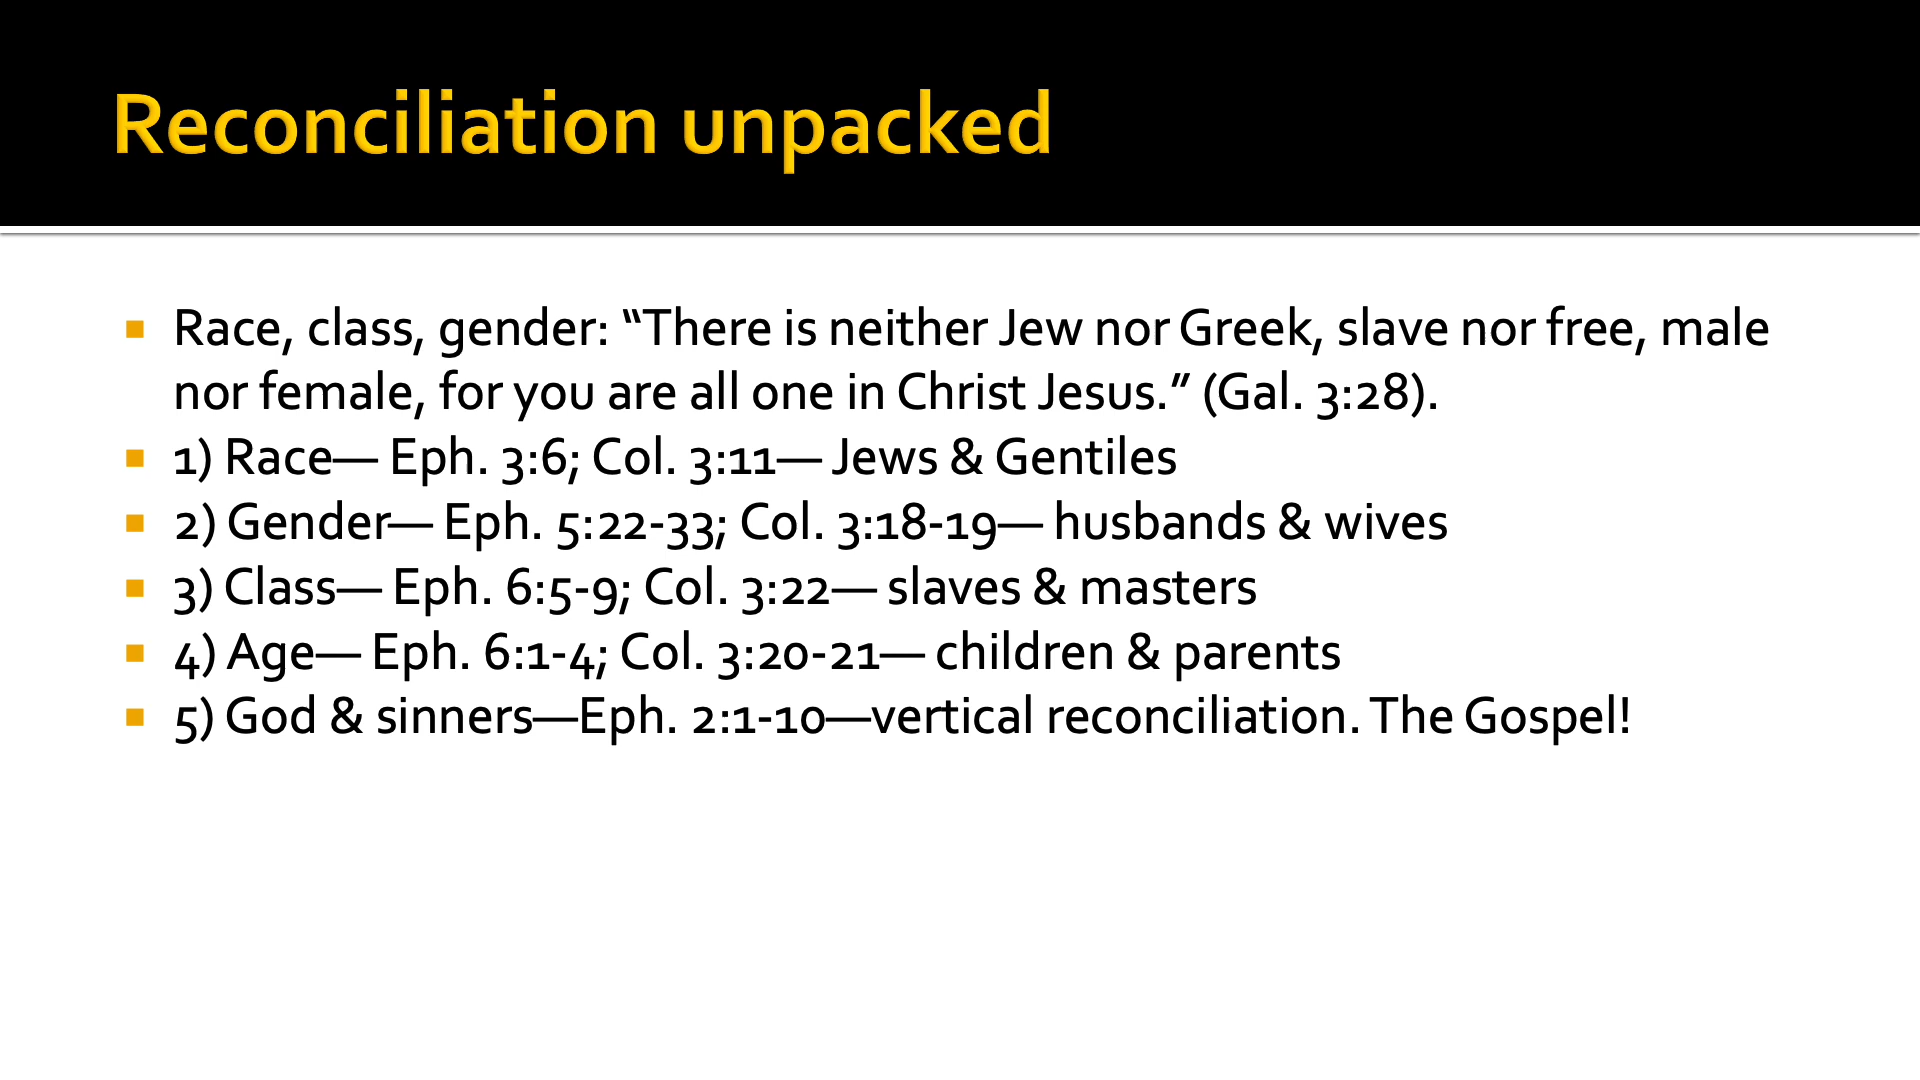 Reconciliation unpacked
Race, class, gender: “There is neither Jew nor Greek, slave nor free, male
nor female, for you are all one in Christ Jesus.” (Gal. 3:28).
1) Race— Eph. 3:6; Col. 3:11— Jews & Gentiles
2) Gender— Eph. 5:22-33; Col. 3:18-19— husbands & wives
3) Class— Eph. 6:5-9; Col. 3:22— slaves & masters
4) Age— Eph. 6:1-4; Col. 3:20-21— children & parents
5) God & sinners—Eph. 2:1-10—vertical reconciliation. The Gospel!